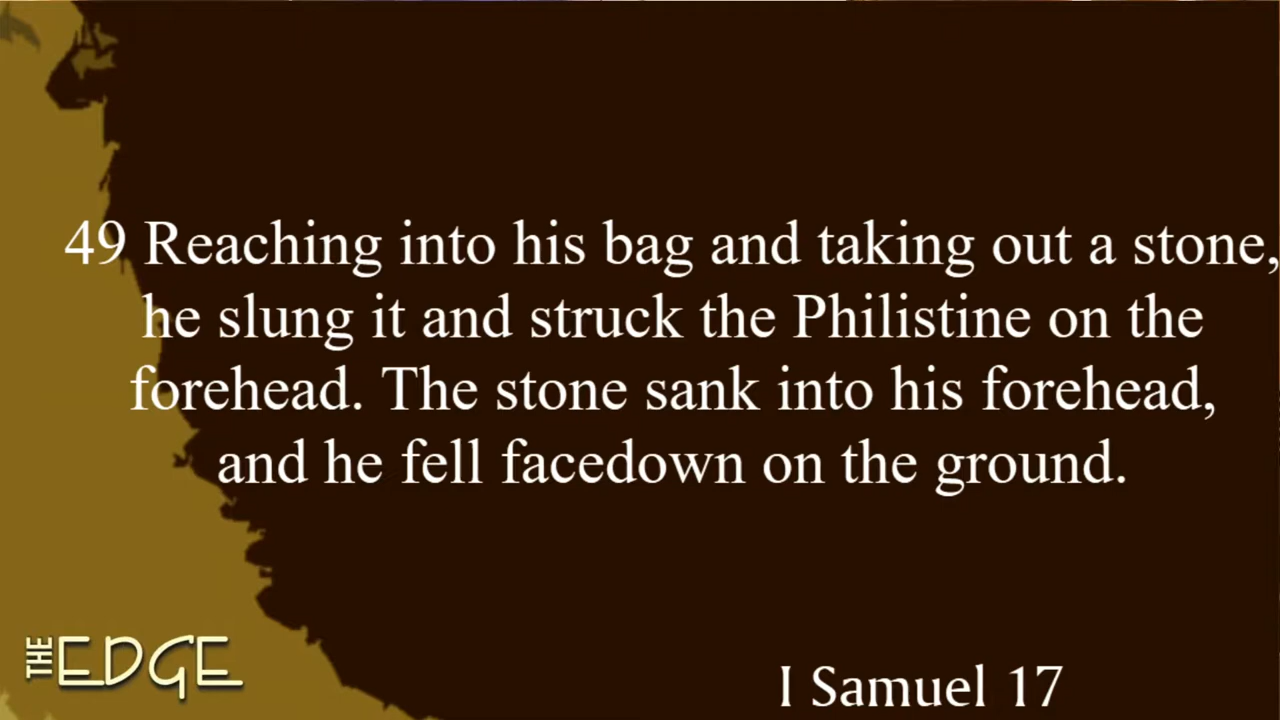 49 Reaching into his bag and taking out a stone,
he slung it and struck the Philistine on the
forehead. The stone sank into his forehead,
and he fell facedown on the ground.
THE EDGE
I Samuel 17